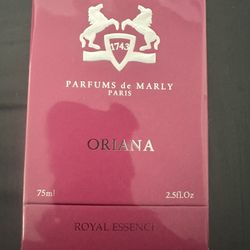 1743
PARFUMS de MARLY
PARIS
ORIANA
75ml 2.5fl.Oz
ROYAL ESSENCE